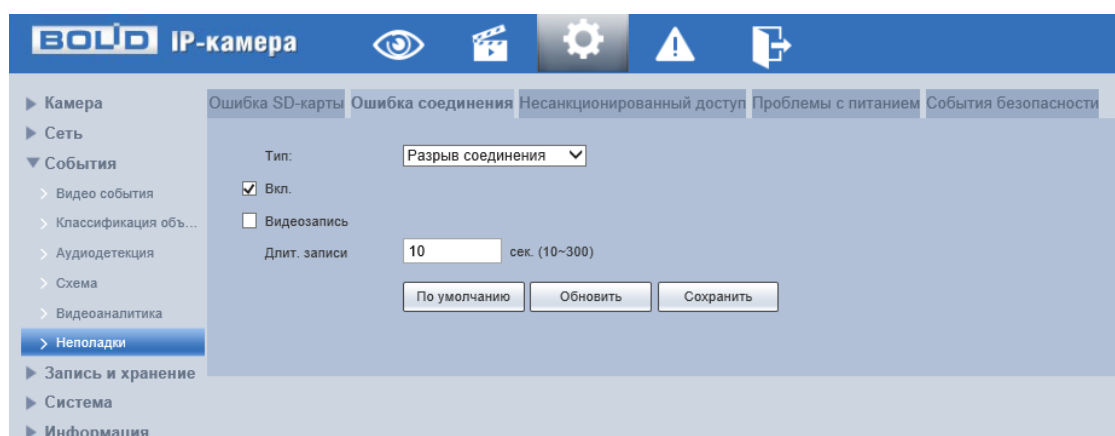 BOLID IP-камера
Камера
Сеть
События
Видео события
Классификация объ...
Аудиодетекция
Схема
Видеоаналитика
Неполадки
Запись и хранение
Система
Информация
Ошибка SD-карты Ошибка соединения Несанкционированный доступ Проблемы с питанием События безопасности
Тип: Разрыв соединения
Вкл.
Видеозапись
Длит. записи 10 сек. (10~300)
По умолчанию Обновить Сохранить